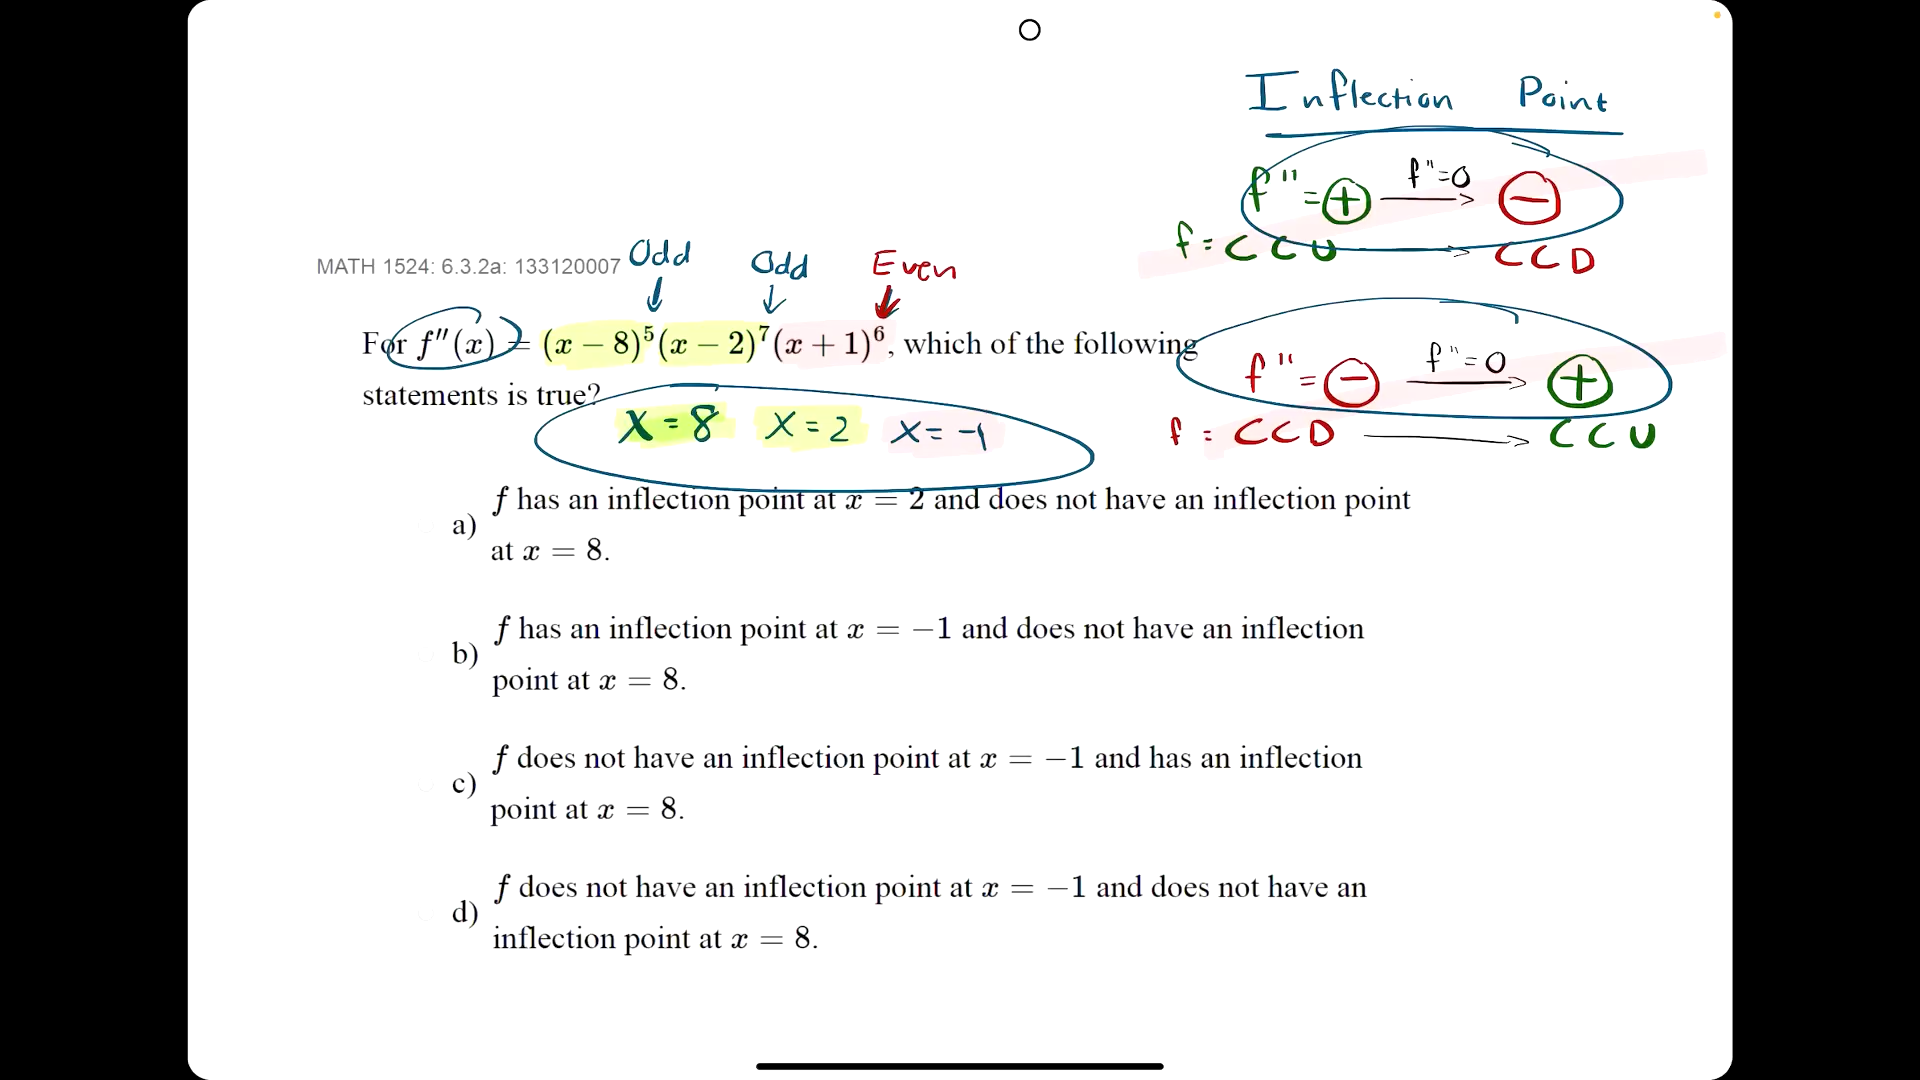 Inflection Point
f''=0
f'' = + → −
f = CCU → CCD
Odd Odd Even
MATH 1524: 6.3.2a: 133120007
For f''(x) = (x − 8)⁵(x − 2)⁷(x + 1)⁶, which of the following
statements is true?
f''=0
f'' = − → +
x = 8 x = 2 x = -1
f = CCD → CCU
a) f has an inflection point at x = 2 and does not have an inflection point
at x = 8.
b) f has an inflection point at x = −1 and does not have an inflection
point at x = 8.
c) f does not have an inflection point at x = −1 and has an inflection
point at x = 8.
d) f does not have an inflection point at x = −1 and does not have an
inflection point at x = 8.